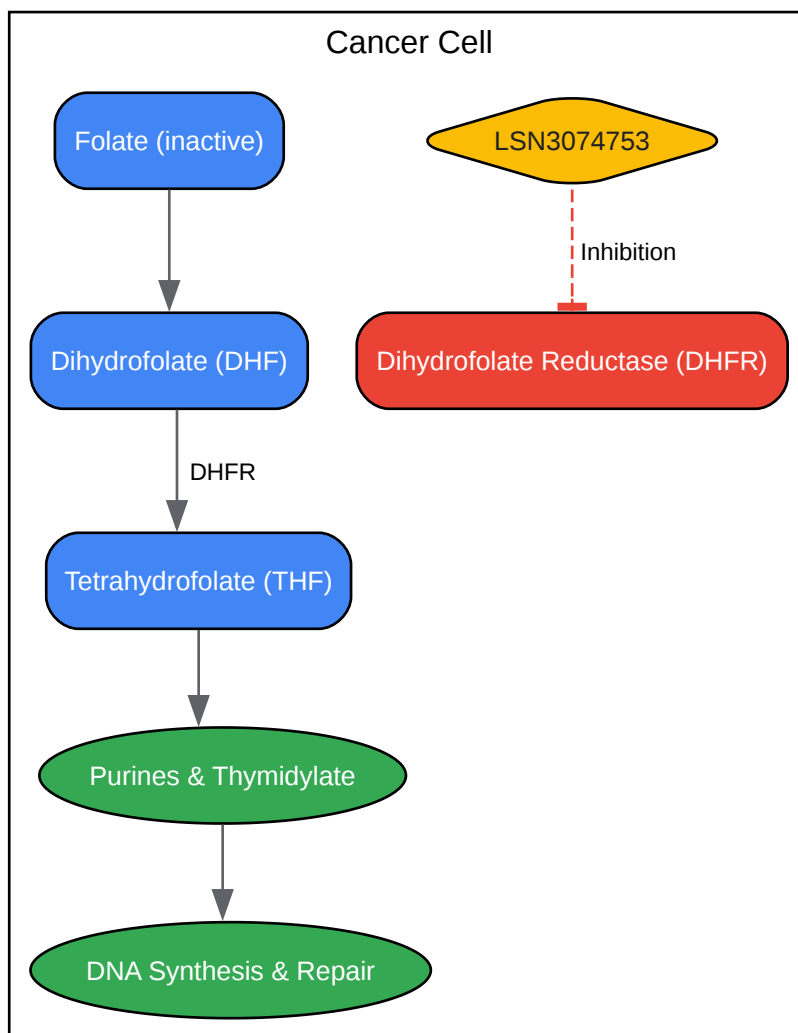 Cancer Cell
Folate (inactive)
LSN3074753
Inhibition
Dihydrofolate (DHF)
Dihydrofolate Reductase (DHFR)
DHFR
Tetrahydrofolate (THF)
Purines & Thymidylate
DNA Synthesis & Repair